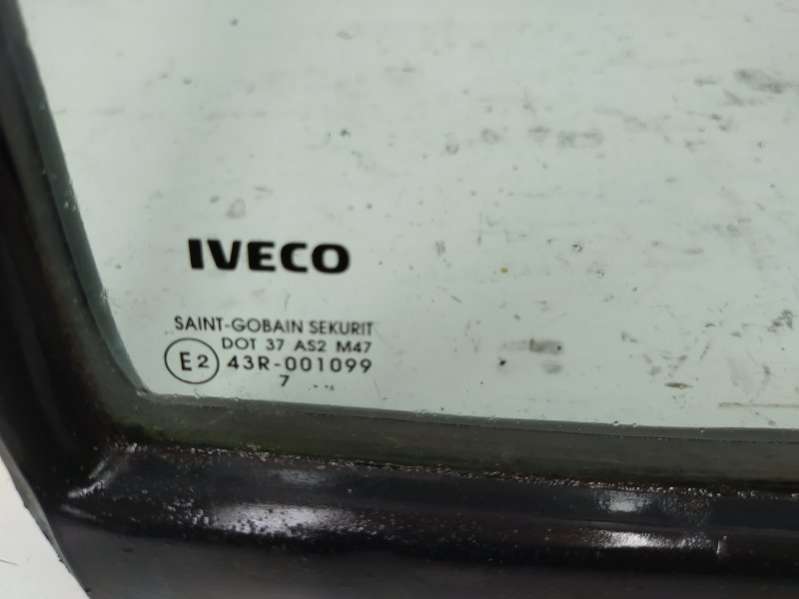 IVECO
SAINT-GOBAIN SEKURIT
DOT 37 AS2 M47
E2 43R-001099
7